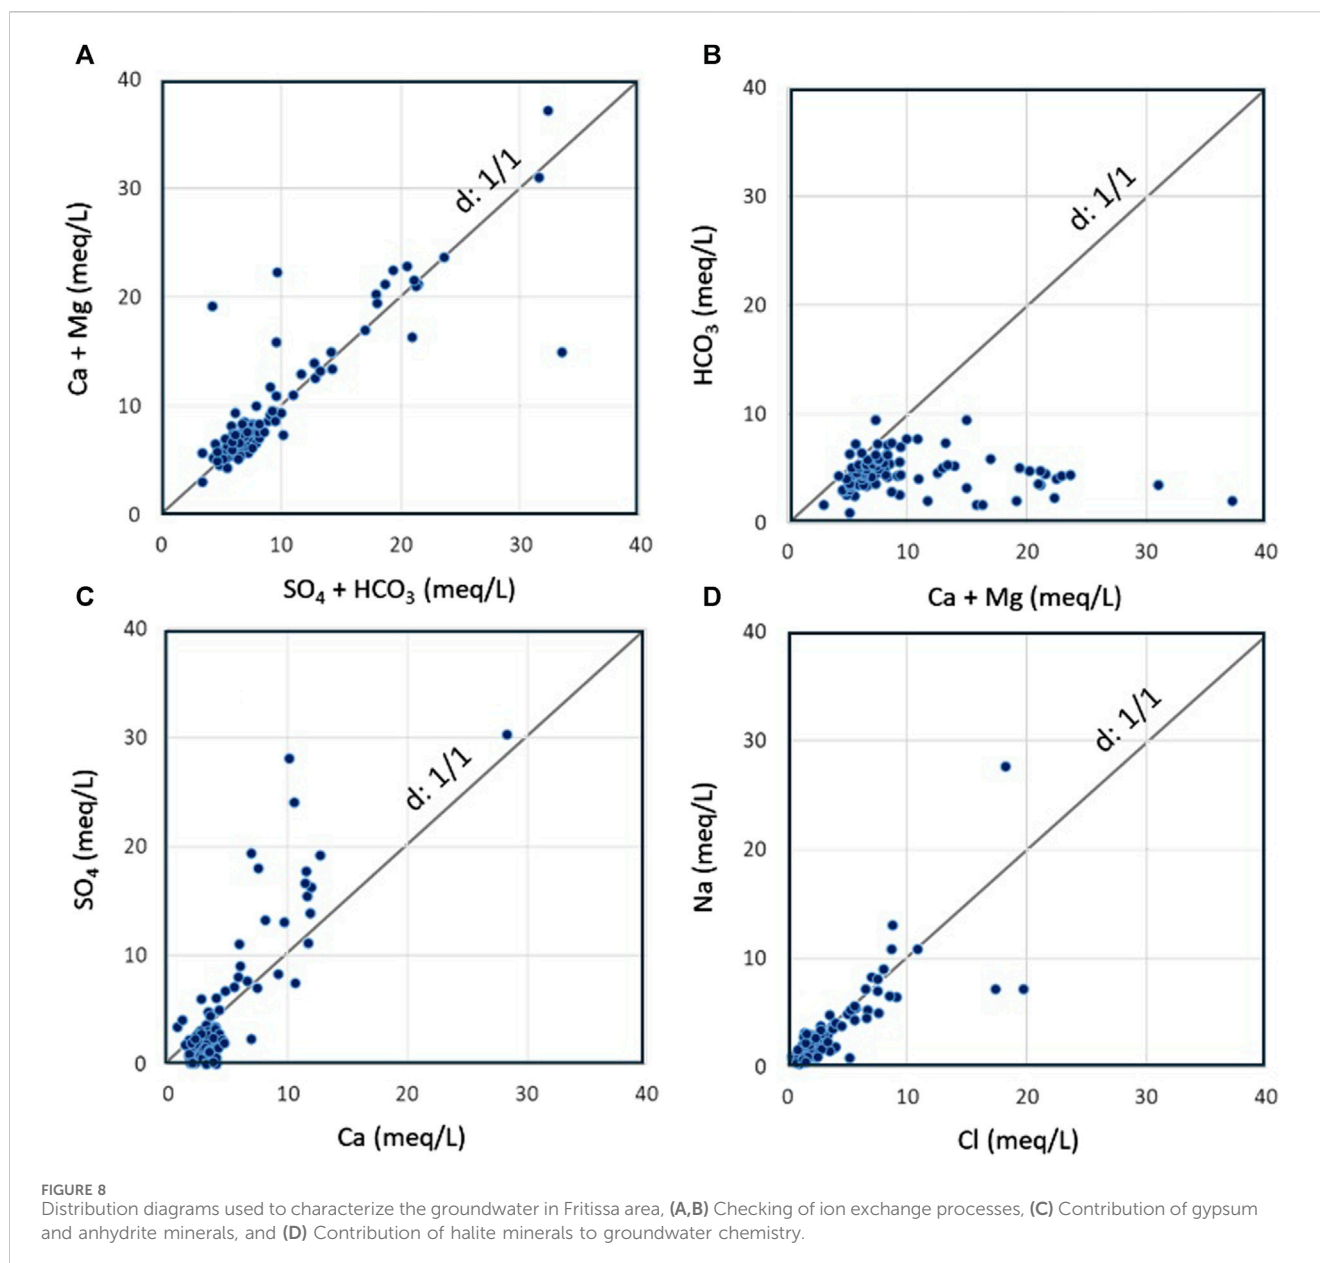 A
40
30
20
10
0
0 10 20 30 40
Ca + Mg (meq/L)
SO₄ + HCO₃ (meq/L)
d: 1/1
B
40
30
20
10
0
0 10 20 30 40
HCO₃ (meq/L)
Ca + Mg (meq/L)
d: 1/1
C
40
30
20
10
0
0 10 20 30 40
SO₄ (meq/L)
Ca (meq/L)
d: 1/1
D
40
30
20
10
0
0 10 20 30 40
Na (meq/L)
Cl (meq/L)
d: 1/1
FIGURE 8
Distribution diagrams used to characterize the groundwater in Fritissa area, (A,B) Checking of ion exchange processes, (C) Contribution of gypsum
and anhydrite minerals, and (D) Contribution of halite minerals to groundwater chemistry.